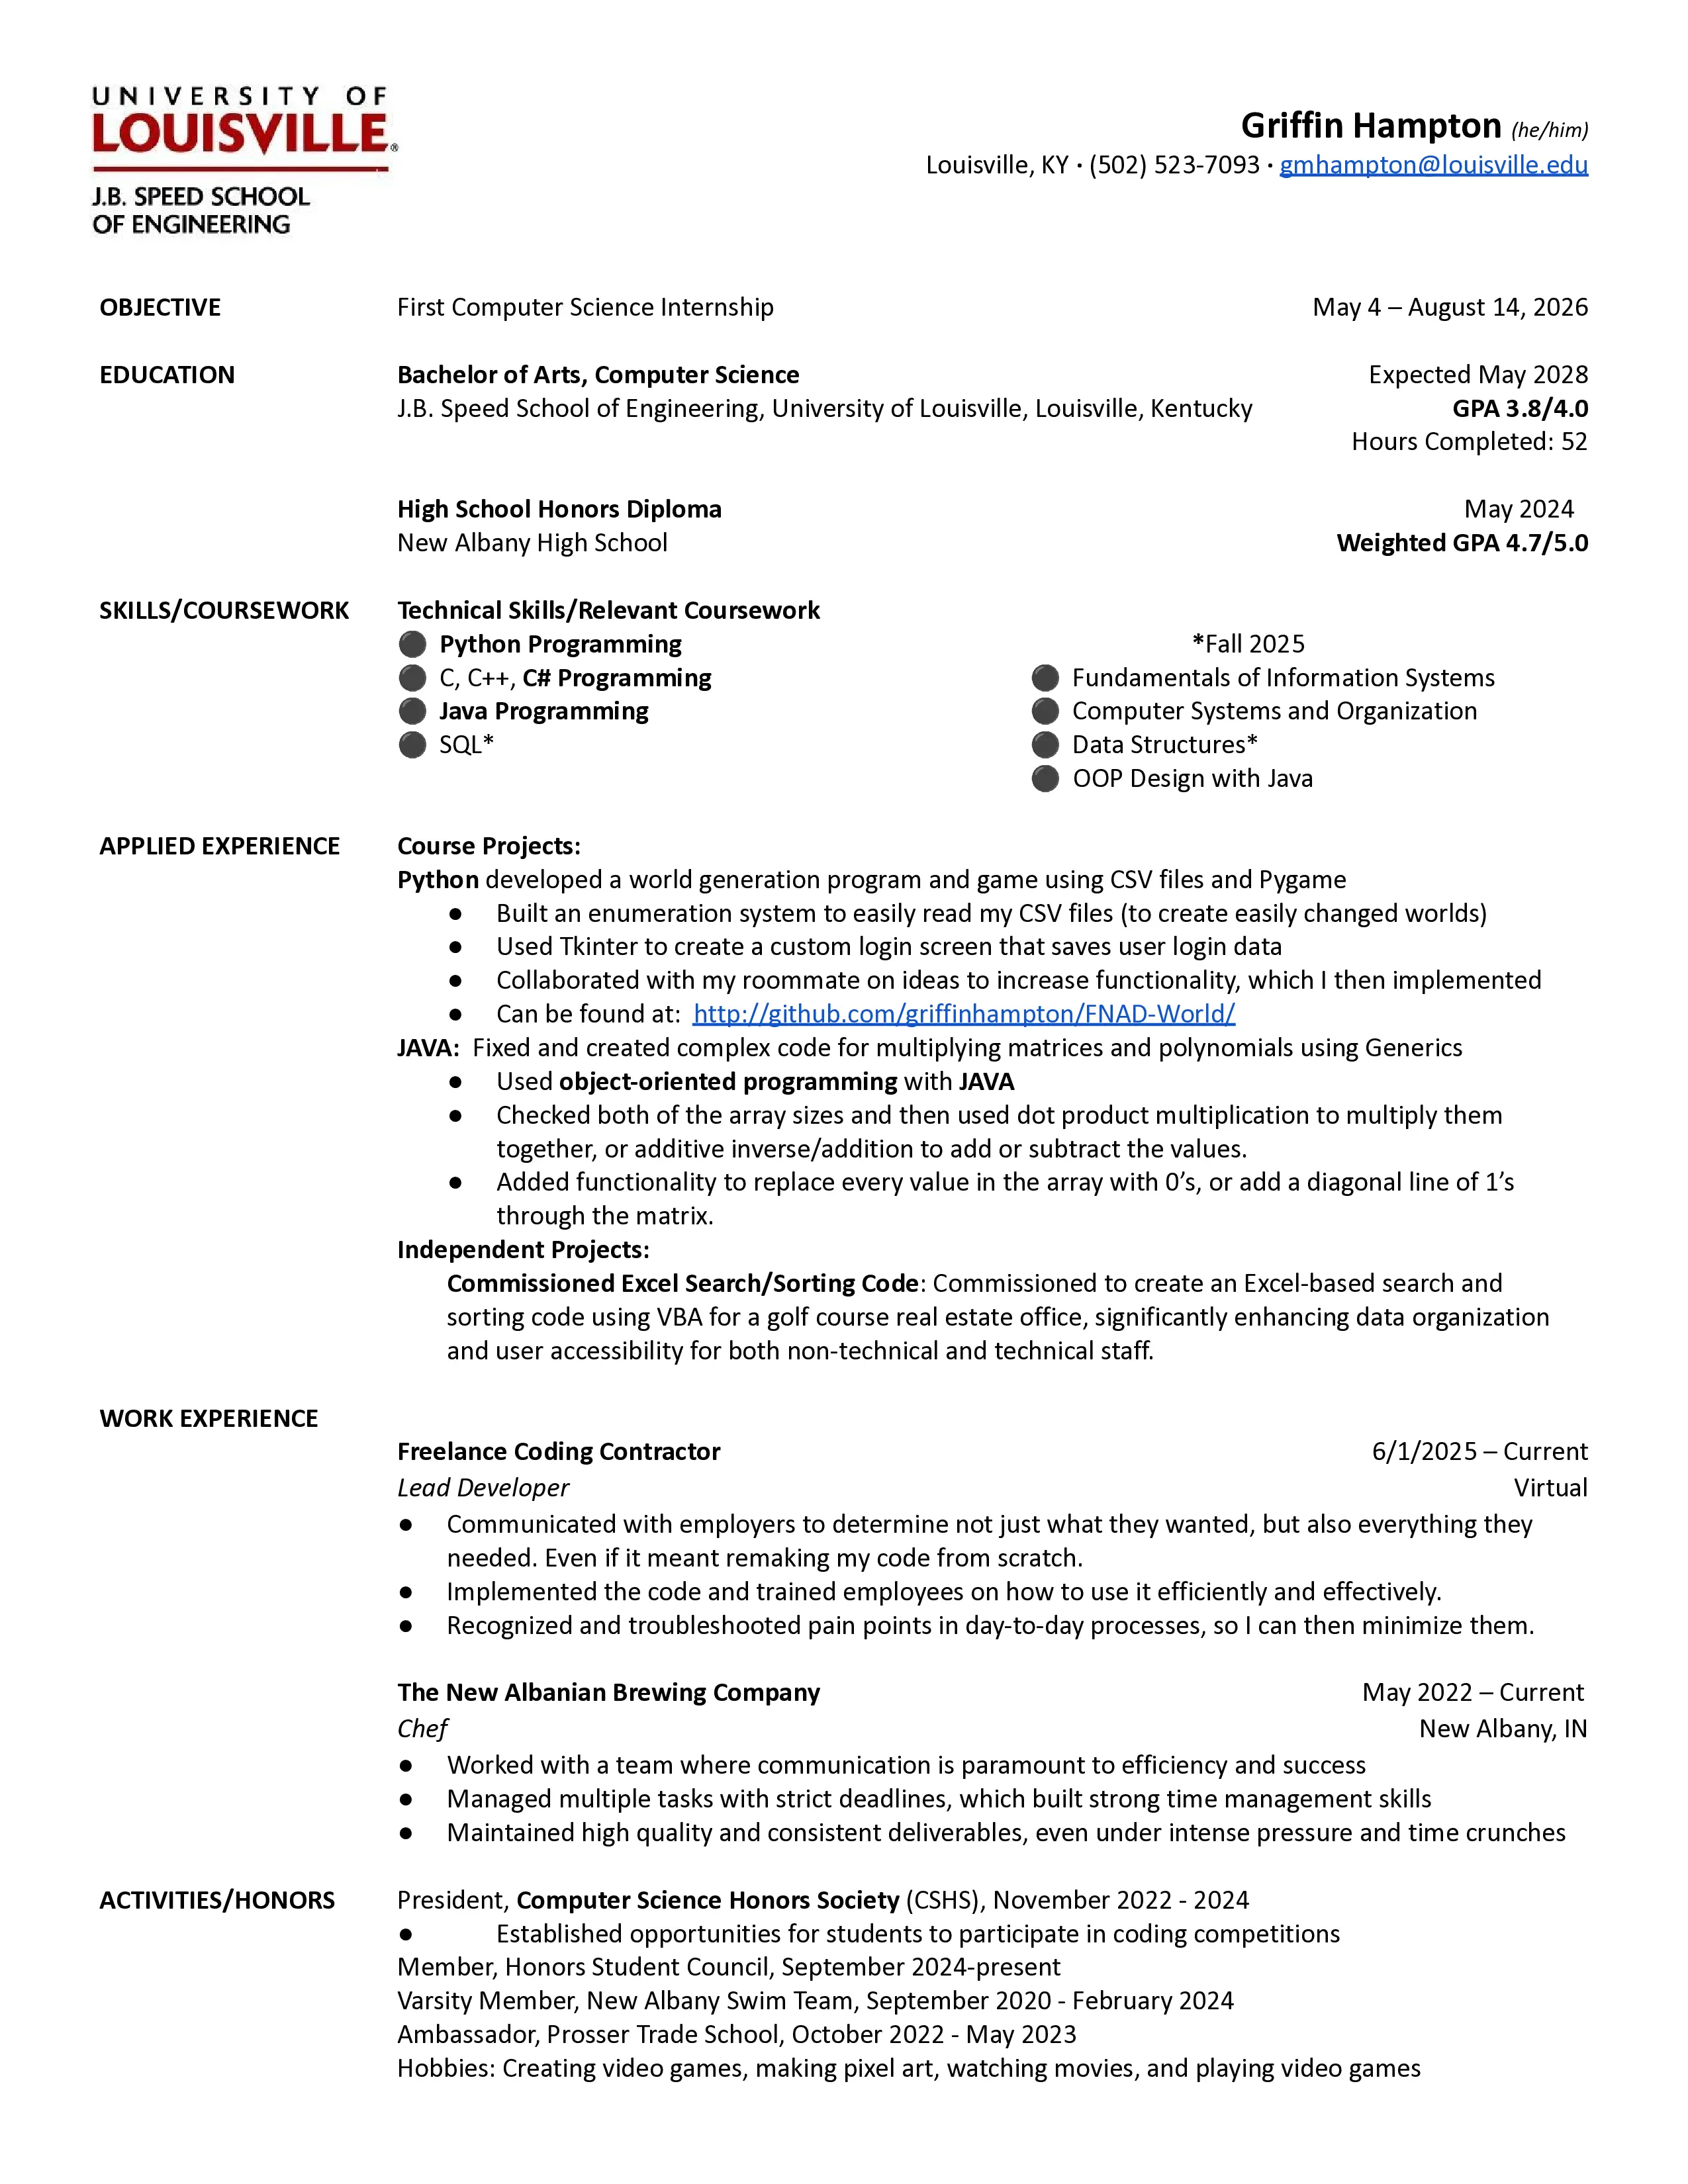 UNIVERSITY OF
LOUISVILLE®
J.B. SPEED SCHOOL
OF ENGINEERING
Griffin Hampton (he/him)
Louisville, KY · (502) 523-7093 · gmhampton@louisville.edu
OBJECTIVE First Computer Science Internship May 4 – August 14, 2026
EDUCATION Bachelor of Arts, Computer Science Expected May 2028
J.B. Speed School of Engineering, University of Louisville, Louisville, Kentucky GPA 3.8/4.0
Hours Completed: 52
High School Honors Diploma May 2024
New Albany High School Weighted GPA 4.7/5.0
SKILLS/COURSEWORK Technical Skills/Relevant Coursework
● Python Programming *Fall 2025
● C, C++, C# Programming ● Fundamentals of Information Systems
● Java Programming ● Computer Systems and Organization
● SQL* ● Data Structures*
● OOP Design with Java
APPLIED EXPERIENCE Course Projects:
Python developed a world generation program and game using CSV files and Pygame
● Built an enumeration system to easily read my CSV files (to create easily changed worlds)
● Used Tkinter to create a custom login screen that saves user login data
● Collaborated with my roommate on ideas to increase functionality, which I then implemented
● Can be found at: http://github.com/griffinhampton/FNAD-World/
JAVA: Fixed and created complex code for multiplying matrices and polynomials using Generics
● Used object-oriented programming with JAVA
● Checked both of the array sizes and then used dot product multiplication to multiply them
together, or additive inverse/addition to add or subtract the values.
● Added functionality to replace every value in the array with 0’s, or add a diagonal line of 1’s
through the matrix.
Independent Projects:
Commissioned Excel Search/Sorting Code: Commissioned to create an Excel-based search and
sorting code using VBA for a golf course real estate office, significantly enhancing data organization
and user accessibility for both non-technical and technical staff.
WORK EXPERIENCE
Freelance Coding Contractor 6/1/2025 – Current
Lead Developer Virtual
● Communicated with employers to determine not just what they wanted, but also everything they
needed. Even if it meant remaking my code from scratch.
● Implemented the code and trained employees on how to use it efficiently and effectively.
● Recognized and troubleshooted pain points in day-to-day processes, so I can then minimize them.
The New Albanian Brewing Company May 2022 – Current
Chef New Albany, IN
● Worked with a team where communication is paramount to efficiency and success
● Managed multiple tasks with strict deadlines, which built strong time management skills
● Maintained high quality and consistent deliverables, even under intense pressure and time crunches
ACTIVITIES/HONORS President, Computer Science Honors Society (CSHS), November 2022 - 2024
● Established opportunities for students to participate in coding competitions
Member, Honors Student Council, September 2024-present
Varsity Member, New Albany Swim Team, September 2020 - February 2024
Ambassador, Prosser Trade School, October 2022 - May 2023
Hobbies: Creating video games, making pixel art, watching movies, and playing video games